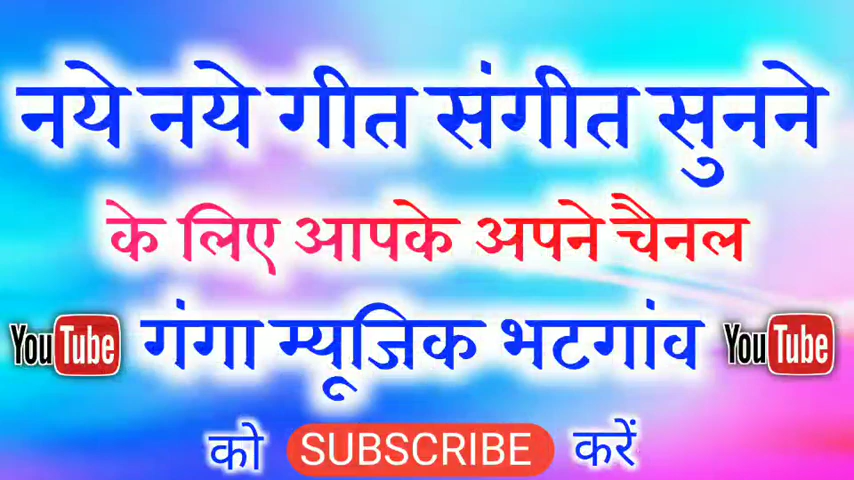 नये नये गीत संगीत सुनने
के लिए आपके अपने चैनल
YouTube गंगा म्यूजिक भटगांव YouTube
को SUBSCRIBE करें